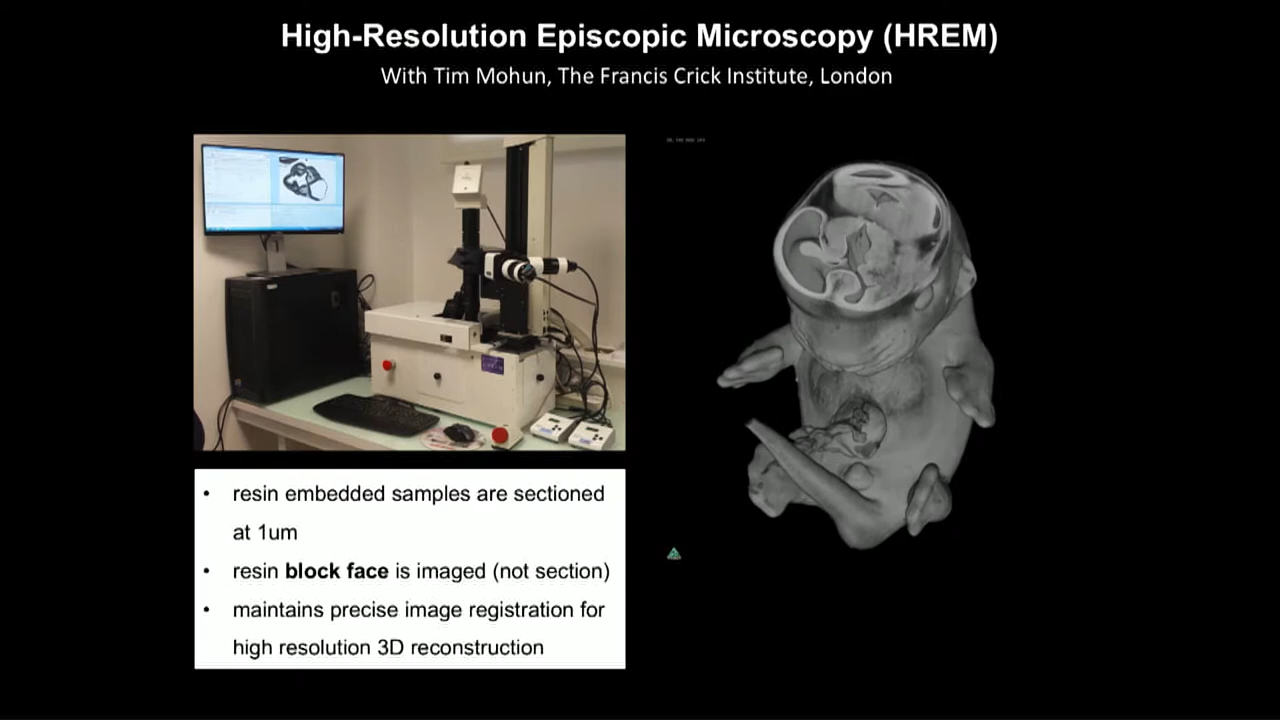 High-Resolution Episcopic Microscopy (HREM)
With Tim Mohun, The Francis Crick Institute, London
• resin embedded samples are sectioned
at 1um
• resin block face is imaged (not section)
• maintains precise image registration for
high resolution 3D reconstruction